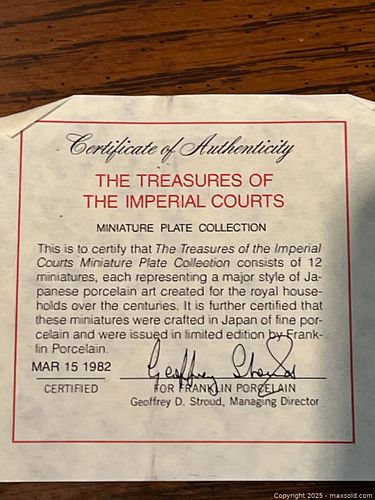 Certificate of Authenticity
THE TREASURES OF
THE IMPERIAL COURTS
MINIATURE PLATE COLLECTION
This is to certify that The Treasures of the Imperial
Courts Miniature Plate Collection consists of 12
miniatures, each representing a major style of Ja-
panese porcelain art created for the royal house-
holds over the centuries. It is further certified that
these miniatures were crafted in Japan of fine por-
celain and were issued in limited edition by Frank-
lin Porcelain.
Geoffrey Stroud
MAR 15 1982
CERTIFIED
FOR FRANKLIN PORCELAIN
Geoffrey D. Stroud, Managing Director
Copyright © 2025 - maxsold.com